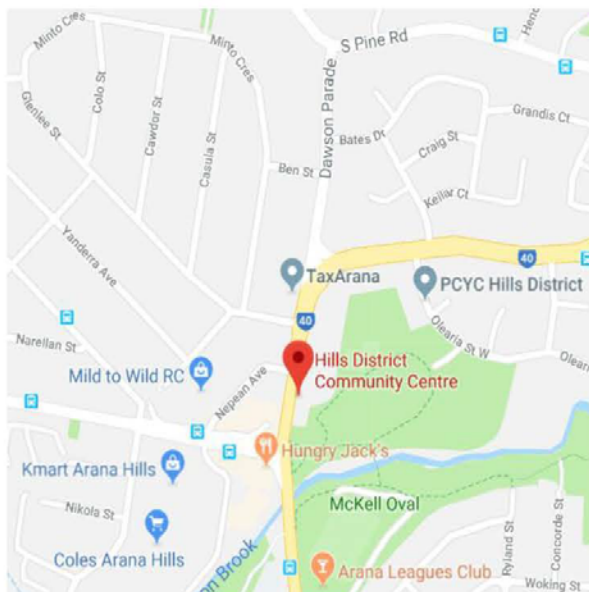 Minto Cres
S Pine Rd
Minto Cres
Colo St
Cawdor St
Glenlee St
Casula St
Dawson Parade
Grandis Ct
Bates Dr
Craig St
Ben St
Keliar Ct
Yanderra Ave
40
TaxArana
PCYC Hills District
40
Olearia St W
Narellan St
Mild to Wild RC
Nepean Ave
Hills District
Community Centre
Hungry Jack's
Kmart Arana Hills
Nikola St
McKell Oval
Coles Arana Hills
Ryland St
Concorde St
Brook
Arana Leagues Club
Woking St